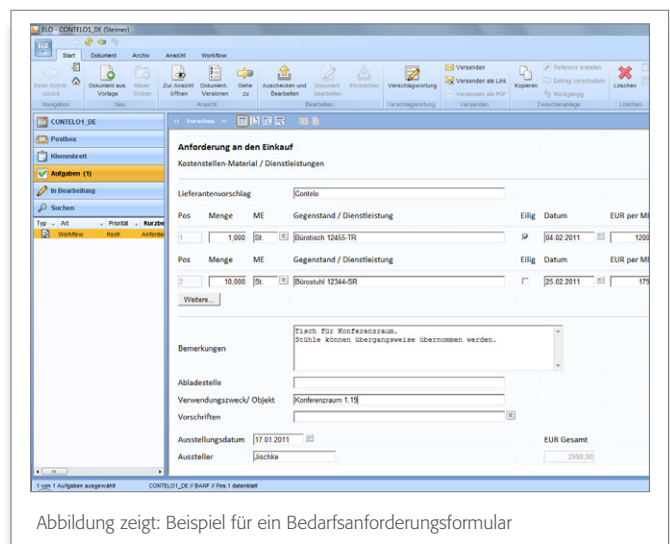 ELO - CONTELO1_DE (Steimer)
ELO
Start Dokument Archiv Ansicht Workflow
Einen Schritt zurück
Dokument aus Vorlage
Neuer Ordner
Zur Ansicht öffnen
Dokument-Versionen
Gehe zu
Auschecken und Bearbeiten
Dokument bearbeiten
Einchecken
Verschlagwortung
Versenden
Versenden als Link
Versenden als PDF
Kopieren
Referenz erstellen
Eintrag verschieben
Rückgängig
Löschen
Navigation Neu Ansicht Bearbeiten Verschlagwortung Versenden Zwischenablage Löschen
CONTELO1_DE
Postbox
Klemmbrett
Aufgaben (1)
In Bearbeitung
Suchen
Typ Art Priorität Kurzbe
Workflow Hoch Anforde
Vorschau
Anforderung an den Einkauf
Kostenstellen-Material / Dienstleistungen
Lieferantenvorschlag Contelo
Pos Menge ME Gegenstand / Dienstleistung Eilig Datum EUR per ME
1 1,000 St. Bürotisch 12455-TR 04.02.2011 1200
Pos Menge ME Gegenstand / Dienstleistung Eilig Datum EUR per ME
2 10,000 St. Bürostuhl 12344-SR 25.02.2011 179
Weitere...
Bemerkungen
Tisch für Konferenzraum.
Stühle können übergangsweise übernommen werden.
Abladestelle
Verwendungszweck/ Objekt Konferenzraum 1.19
Vorschriften
Ausstellungsdatum 17.01.2011 EUR Gesamt
Aussteller Jischke 2990,00
1 von 1 Aufgaben ausgewählt CONTELO1_DE // BANF // Pos.1 datenblatt
Abbildung zeigt: Beispiel für ein Bedarfsanforderungsformular